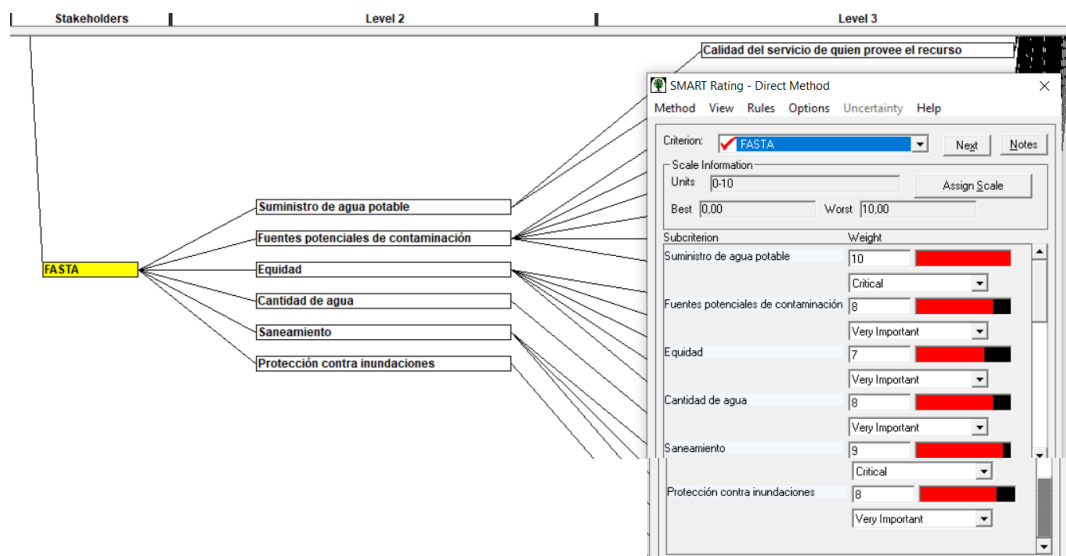 Stakeholders
Level 2
Level 3
Calidad del servicio de quien provee el recurso
Suministro de agua potable
Fuentes potenciales de contaminación
FASTA
Equidad
Cantidad de agua
Saneamiento
Protección contra inundaciones
SMART Rating - Direct Method
Method View Rules Options Uncertainty Help
Criterion: FASTA Next Notes
Scale Information
Units 0-10 Assign Scale
Best 0,00 Worst 10,00
Subcriterion Weight
Suministro de agua potable 10
Critical
Fuentes potenciales de contaminación 8
Very Important
Equidad 7
Very Important
Cantidad de agua 8
Very Important
Saneamiento 9
Critical
Protección contra inundaciones 8
Very Important